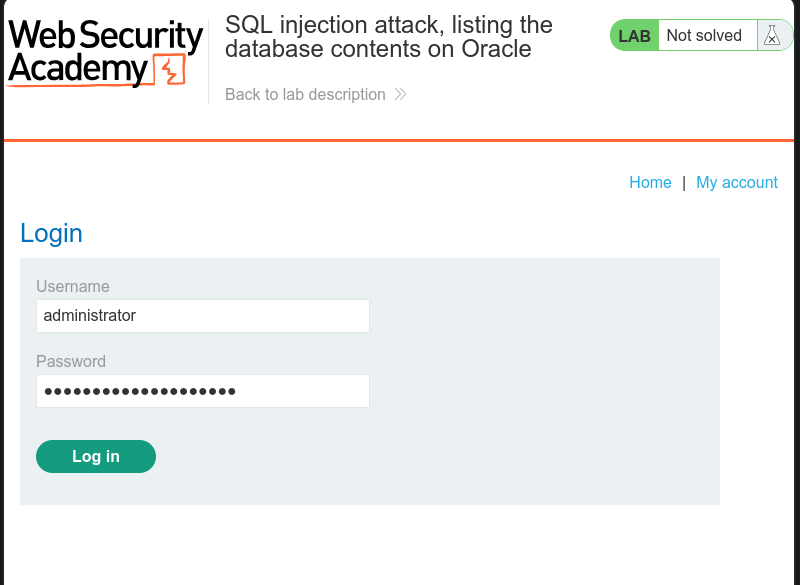 Web Security
Academy
SQL injection attack, listing the
database contents on Oracle
LAB Not solved
Back to lab description
Home | My account
Login
Username
administrator
Password
●●●●●●●●●●●●●●●●●●●●
Log in